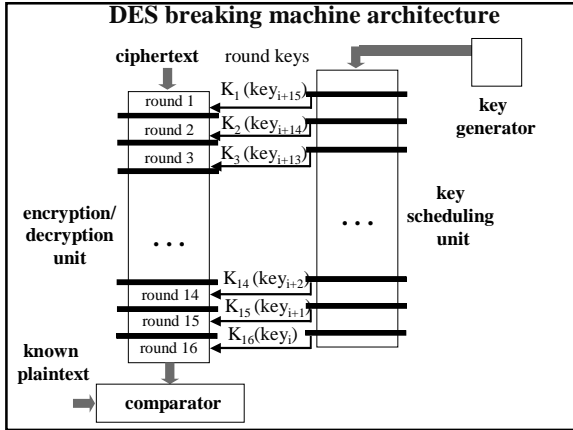 DES breaking machine architecture
ciphertext
round keys
round 1
K1 (keyi+15)
key
generator
round 2
K2 (keyi+14)
round 3
K3 (keyi+13)
encryption/
decryption
unit
...
...
key
scheduling
unit
round 14
K14 (keyi+2)
round 15
K15 (keyi+1)
round 16
K16(keyi)
known
plaintext
comparator